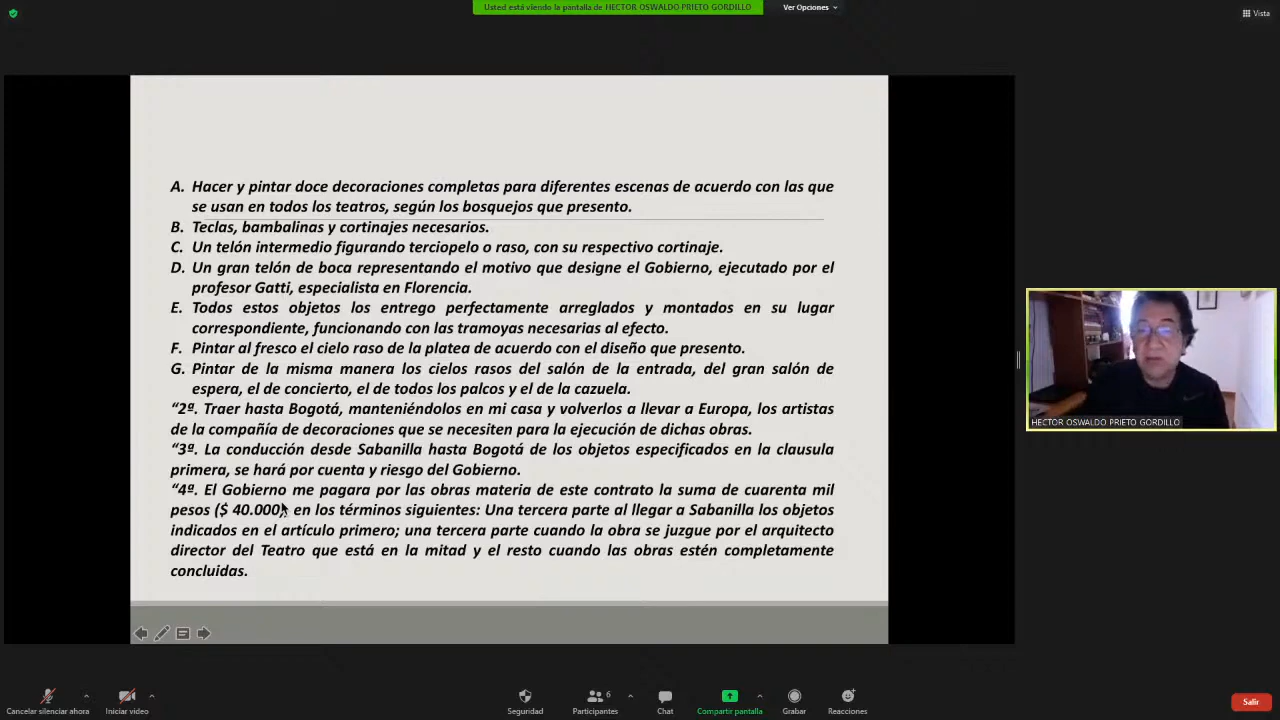 Usted está viendo la pantalla de HECTOR OSWALDO PRIETO GORDILLO
Ver Opciones
Vista
A. Hacer y pintar doce decoraciones completas para diferentes escenas de acuerdo con las que
se usan en todos los teatros, según los bosquejos que presento.
B. Teclas, bambalinas y cortinajes necesarios.
C. Un telón intermedio figurando terciopelo o raso, con su respectivo cortinaje.
D. Un gran telón de boca representando el motivo que designe el Gobierno, ejecutado por el
profesor Gatti, especialista en Florencia.
E. Todos estos objetos los entrego perfectamente arreglados y montados en su lugar
correspondiente, funcionando con las tramoyas necesarias al efecto.
F. Pintar al fresco el cielo raso de la platea de acuerdo con el diseño que presento.
G. Pintar de la misma manera los cielos rasos del salón de la entrada, del gran salón de
espera, el de concierto, el de todos los palcos y el de la cazuela.
“2ª. Traer hasta Bogotá, manteniéndolos en mi casa y volverlos a llevar a Europa, los artistas
de la compañía de decoraciones que se necesiten para la ejecución de dichas obras.
“3ª. La conducción desde Sabanilla hasta Bogotá de los objetos especificados en la clausula
primera, se hará por cuenta y riesgo del Gobierno.
“4ª. El Gobierno me pagara por las obras materia de este contrato la suma de cuarenta mil
pesos ($ 40.000) en los términos siguientes: Una tercera parte al llegar a Sabanilla los objetos
indicados en el artículo primero; una tercera parte cuando la obra se juzgue por el arquitecto
director del Teatro que está en la mitad y el resto cuando las obras estén completamente
concluidas.
HECTOR OSWALDO PRIETO GORDILLO
Cancelar silenciar ahora
Iniciar video
Seguridad
Participantes
6
Chat
Compartir pantalla
Grabar
Reacciones
Salir